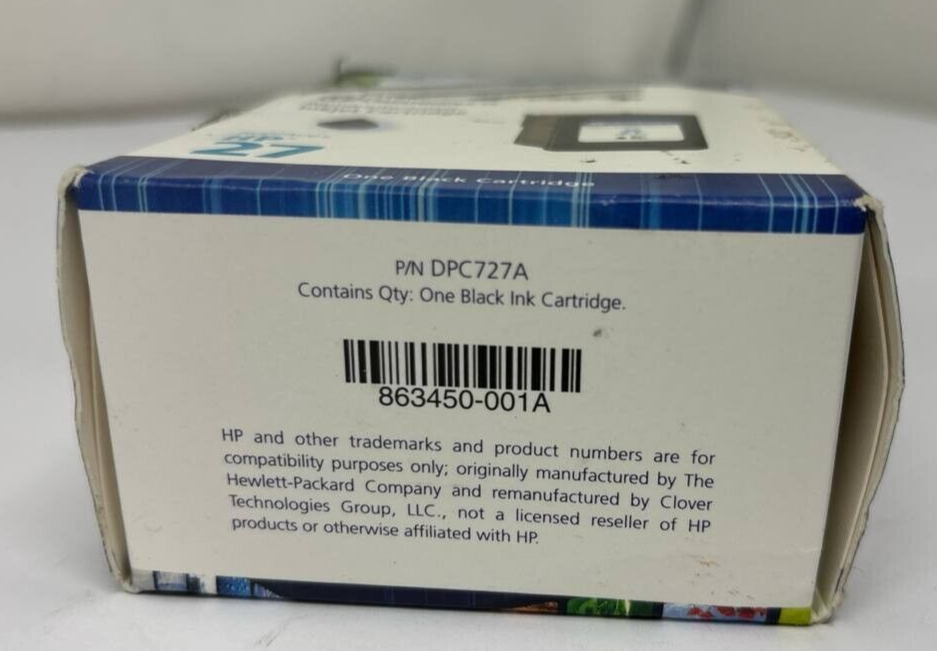 HP
27
One Black Cartridge
P/N DPC727A
Contains Qty: One Black Ink Cartridge.
863450-001A
HP and other trademarks and product numbers are for
compatibility purposes only; originally manufactured by The
Hewlett-Packard Company and remanufactured by Clover
Technologies Group, LLC., not a licensed reseller of HP
products or otherwise affiliated with HP.